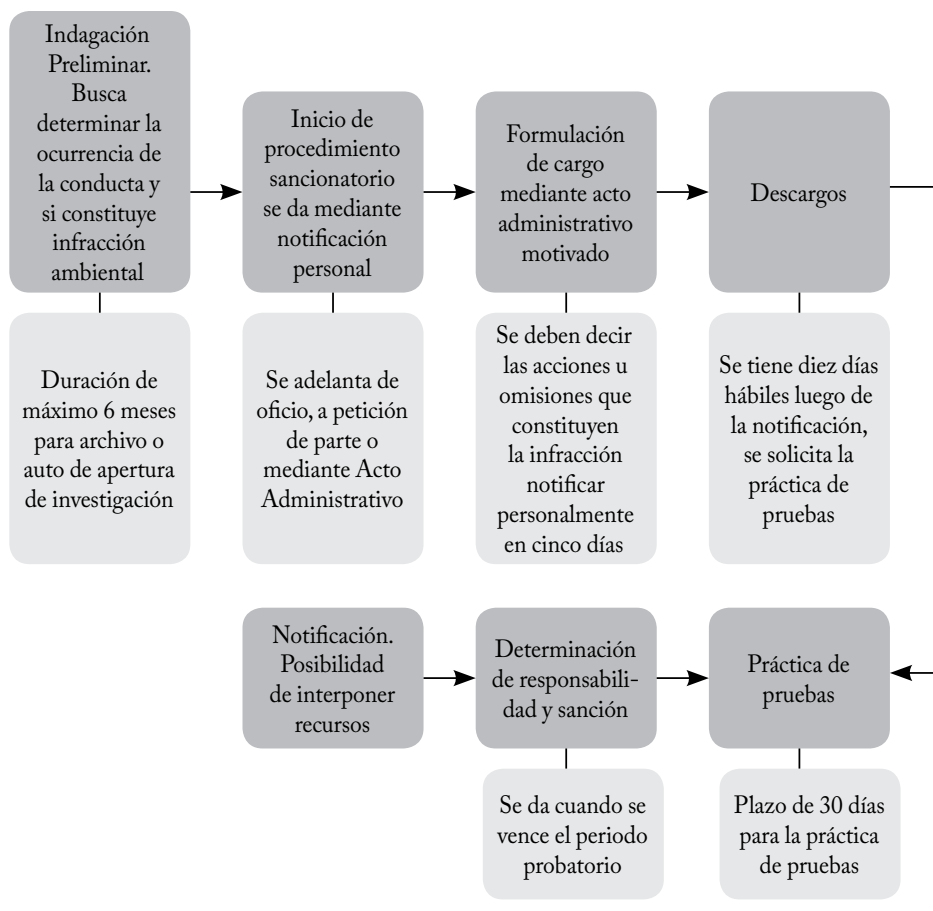 Indagación
Preliminar.
Busca
determinar la
ocurrencia de
la conducta y
si constituye
infracción
ambiental
Inicio de
procedimiento
sancionatorio
se da mediante
notificación
personal
Formulación
de cargo
mediante acto
administrativo
motivado
Descargos
Duración de
máximo 6 meses
para archivo o
auto de apertura
de investigación
Se adelanta de
oficio, a petición
de parte o
mediante Acto
Administrativo
Se deben decir
las acciones u
omisiones que
constituyen
la infracción
notificar
personalmente
en cinco días
Se tiene diez días
hábiles luego de
la notificación,
se solicita la
práctica de
pruebas
Notificación.
Posibilidad
de interponer
recursos
Determinación
de responsabili-
dad y sanción
Práctica de
pruebas
Se da cuando se
vence el periodo
probatorio
Plazo de 30 días
para la práctica
de pruebas